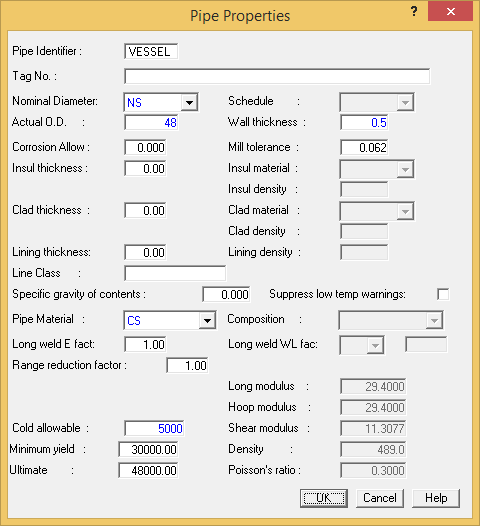 Pipe Properties
?
Pipe Identifier : VESSEL
Tag No. :
Nominal Diameter: NS Schedule :
Actual O.D. : 48 Wall thickness : 0.5
Corrosion Allow : 0.000 Mill tolerance : 0.062
Insul thickness : 0.00 Insul material :
Insul density :
Clad thickness : 0.00 Clad material :
Clad density :
Lining thickness: 0.00 Lining density :
Line Class :
Specific gravity of contents : 0.000 Suppress low temp warnings:
Pipe Material : CS Composition :
Long weld E fact: 1.00 Long weld WL fac:
Range reduction factor : 1.00
Long modulus : 29.4000
Hoop modulus : 29.4000
Cold allowable : 5000 Shear modulus : 11.3077
Minimum yield : 30000.00 Density : 489.0
Ultimate : 48000.00 Poisson's ratio : 0.3000
OK Cancel Help